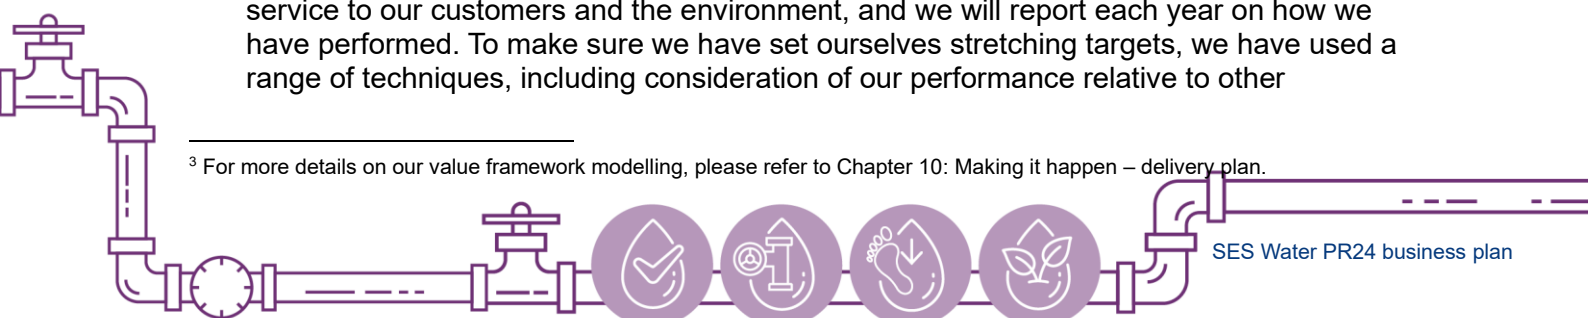 service to our customers and the environment, and we will report each year on how we
have performed. To make sure we have set ourselves stretching targets, we have used a
range of techniques, including consideration of our performance relative to other
3 For more details on our value framework modelling, please refer to Chapter 10: Making it happen – delivery plan.
SES Water PR24 business plan